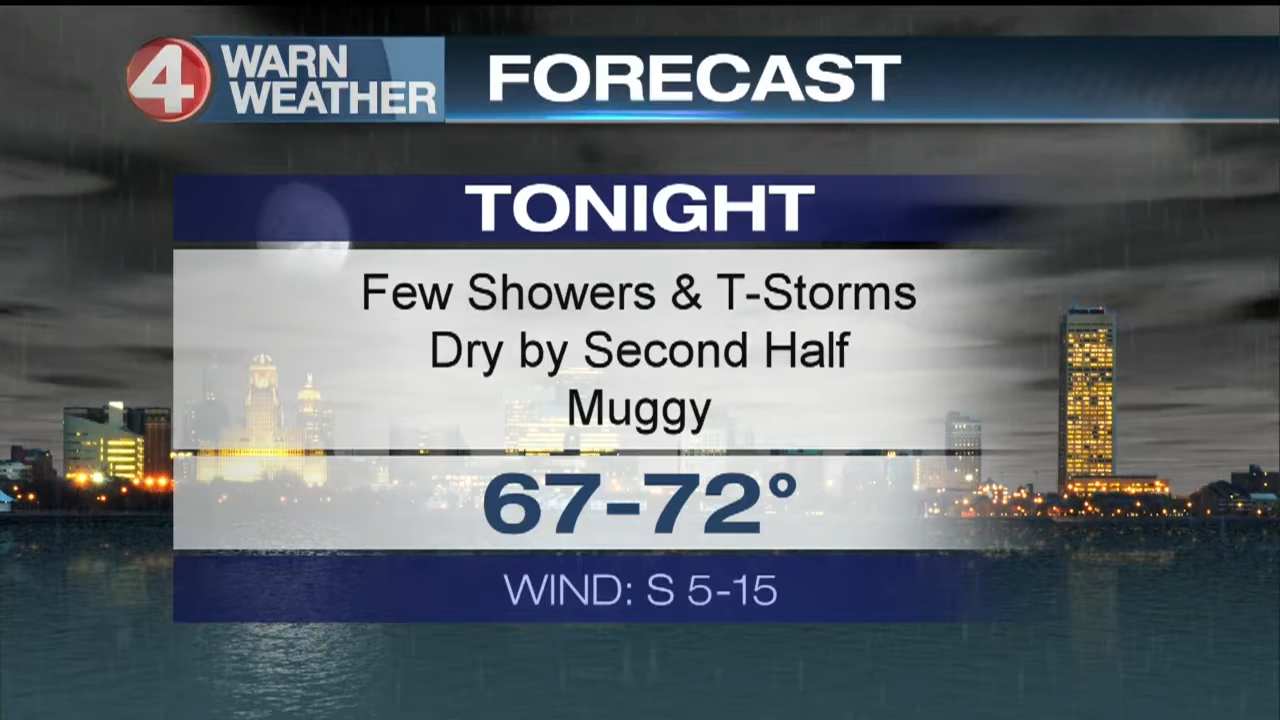 4 WARN
WEATHER
FORECAST
TONIGHT
Few Showers & T-Storms
Dry by Second Half
Muggy
67-72°
WIND: S 5-15